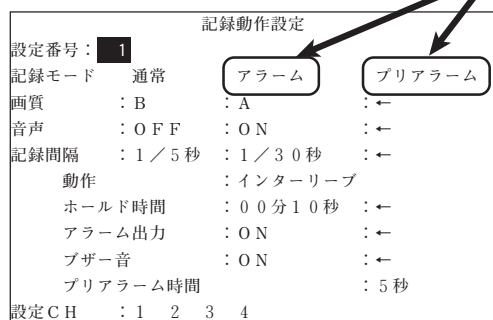 記録動作設定
設定番号： 1
記録モード 通常 アラーム プリアラーム
画質 ：B ：A ：←
音声 ：OFF ：ON ：←
記録間隔 ：1／5秒 ：1／30秒 ：←
動作 ：インターリーブ
ホールド時間 ：00分10秒 ：←
アラーム出力 ：ON ：←
ブザー音 ：ON ：←
プリアラーム時間 ：5秒
設定CH ：1 2 3 4